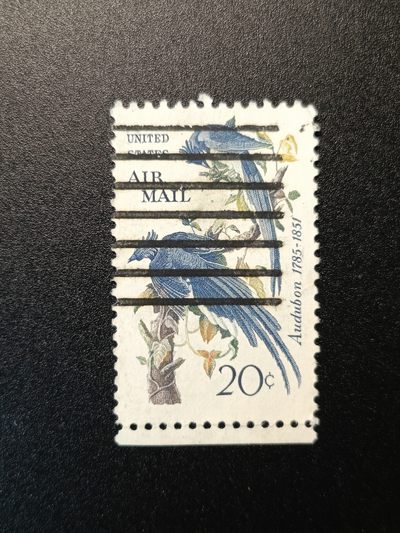 UNITED
STATES
AIR
MAIL
Audubon 1785-1851
20¢